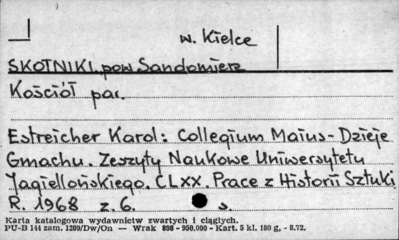 w. Kielce
SKOTNIKI pow. Sandomierz
Kościół par.
Estreicher Karol: Collegium Maius - Dzieje
Gmachu. Zeszyty Naukowe Uniwersytetu
Jagiellońskiego. CLXX. Prace z Historii Sztuki
R. 1968 z. 6. s.
Karta katalogowa wydawnictw zwartych i ciągłych.
PU-B 144 zam. 1299/Dw/On — Wrak 898 - 950.000 - Kart. 5 kl. 180 g, - 8.72.